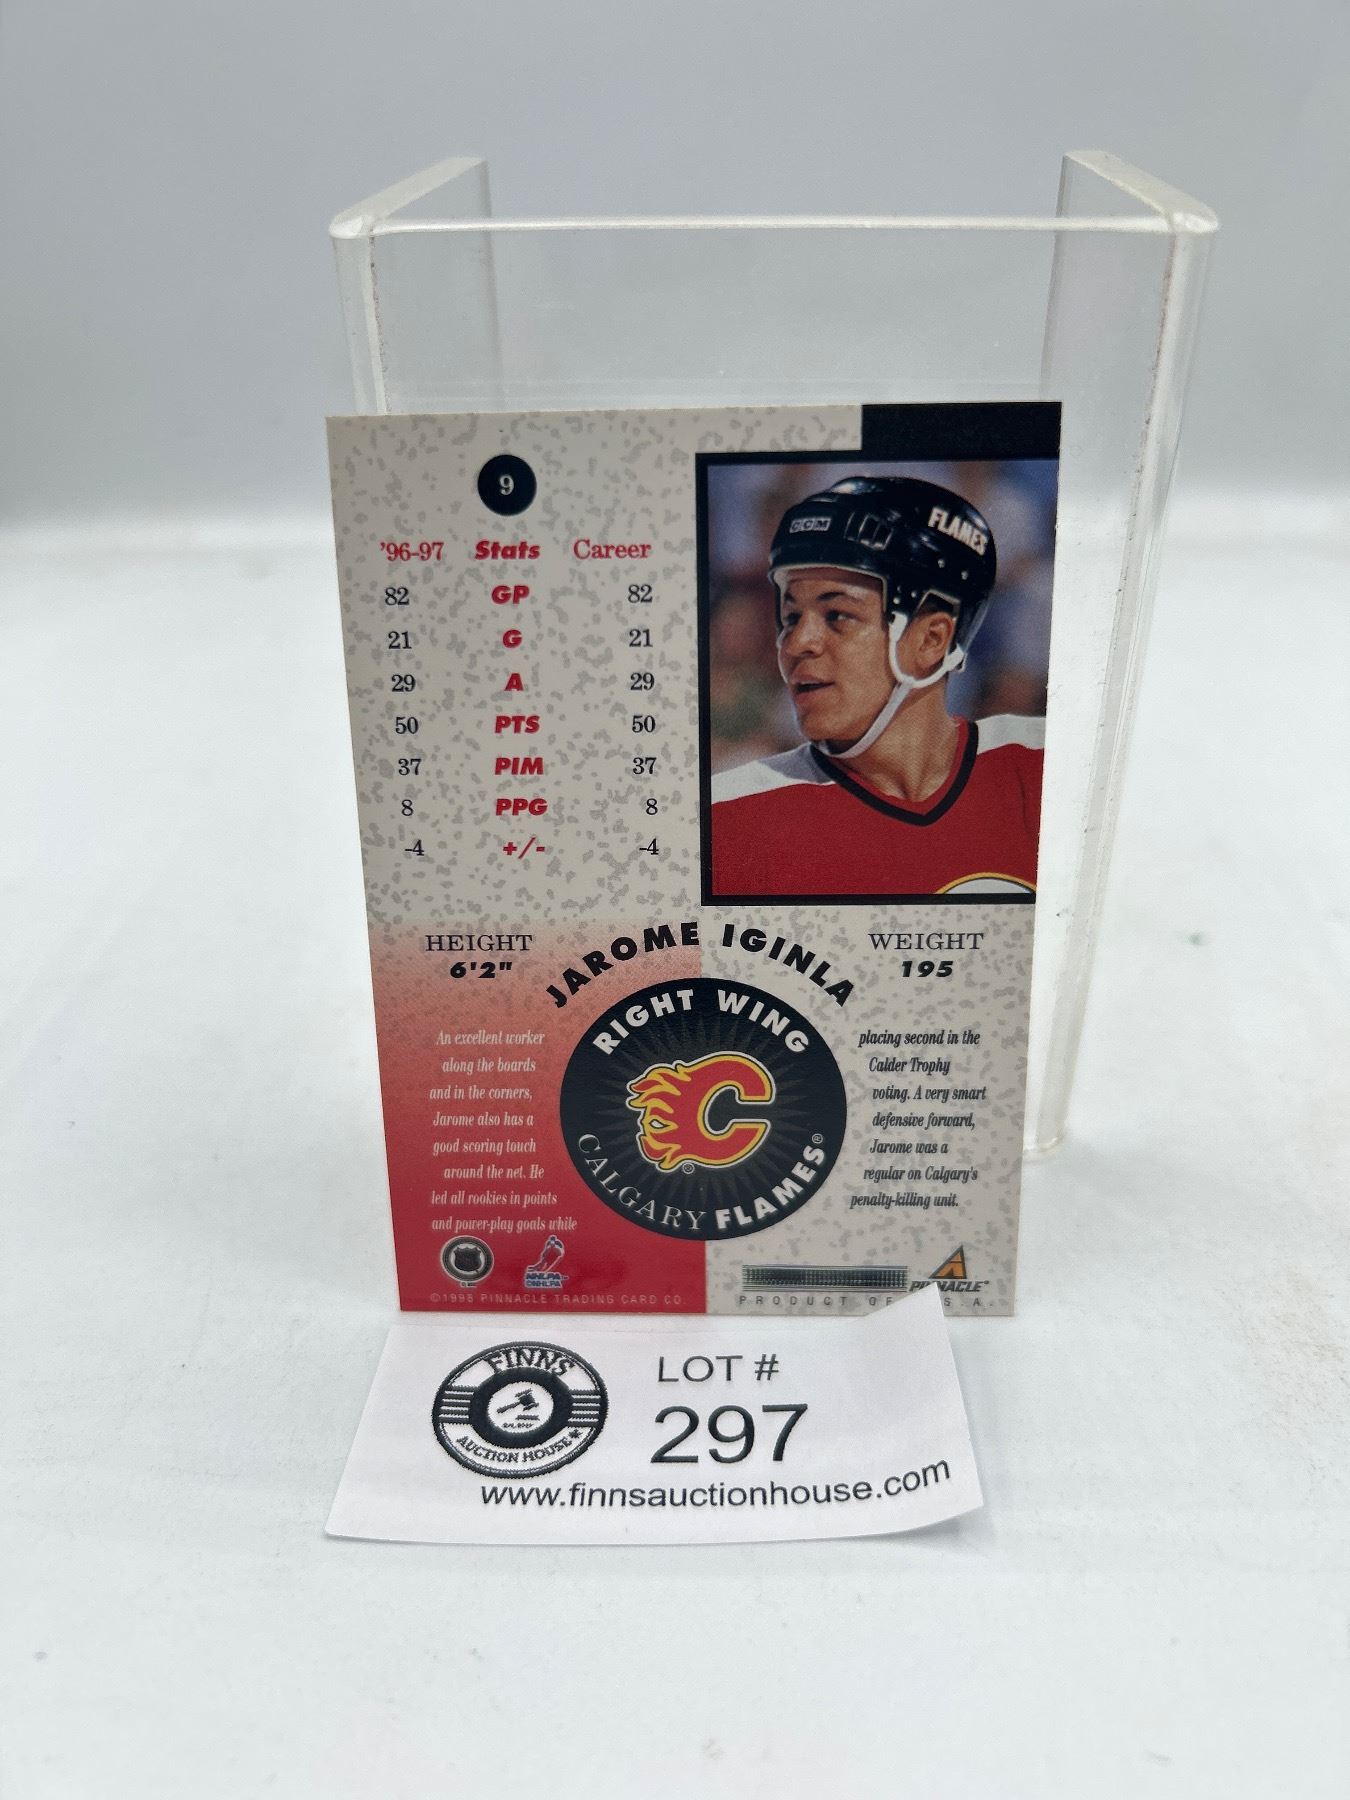 9
'96-97 Stats Career
82 GP 82
21 G 21
29 A 29
50 PTS 50
37 PIM 37
8 PPG 8
-4 +/- -4
CCM
FLAMES
HEIGHT
6'2"
JAROME IGINLA
WEIGHT
195
RIGHT WING
CALGARY FLAMES®
An excellent worker
along the boards
and in the corners,
Jarome also has a
good scoring touch
around the net. He
led all rookies in points
and power-play goals while
placing second in the
Calder Trophy
voting. A very smart
defensive forward,
Jarome was a
regular on Calgary's
penalty-killing unit.
NHLPA
PINNACLE
PRODUCT OF U.S.A.
PINNACLE TRADING CARD CO.
FINNS
AUCTION HOUSE
LOT #
297
www.finnsauctionhouse.com